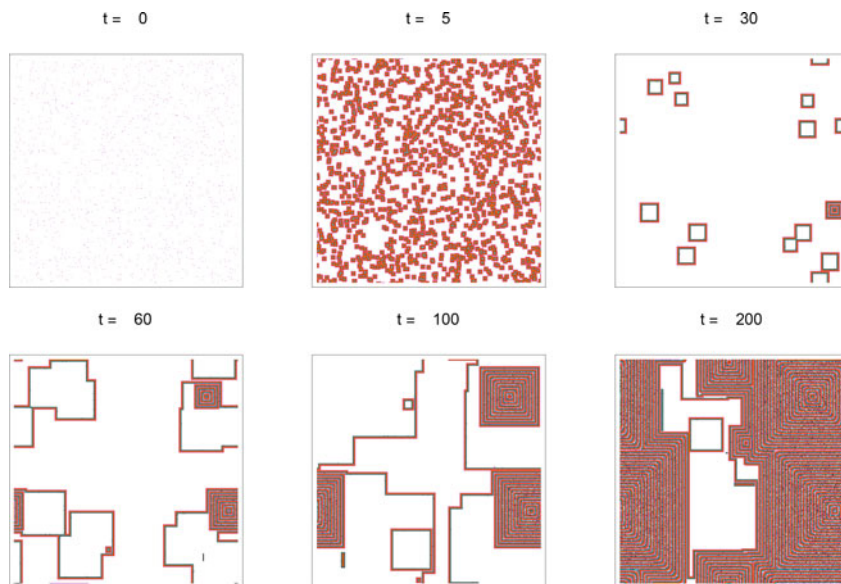 t = 0
t = 5
t = 30
t = 60
t = 100
t = 200